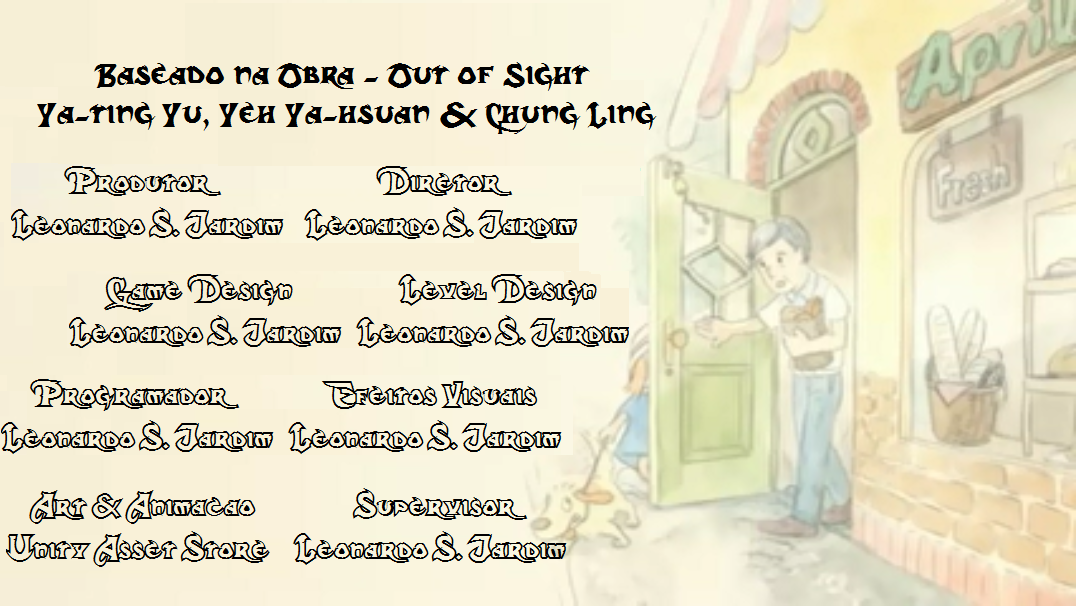 Baseado na Obra - Out of Sight
Ya-ting Yu, Yeh Ya-hsuan & Chung Ling
Produtor
Leonardo S. Jardim
Diretor
Leonardo S. Jardim
Game Design
Leonardo S. Jardim
Level Design
Leonardo S. Jardim
Programador
Leonardo S. Jardim
Efeitos Visuais
Leonardo S. Jardim
Art & Animacao
Unity Asset Store
Supervisor
Leonardo S. Jardim
April
Fresh